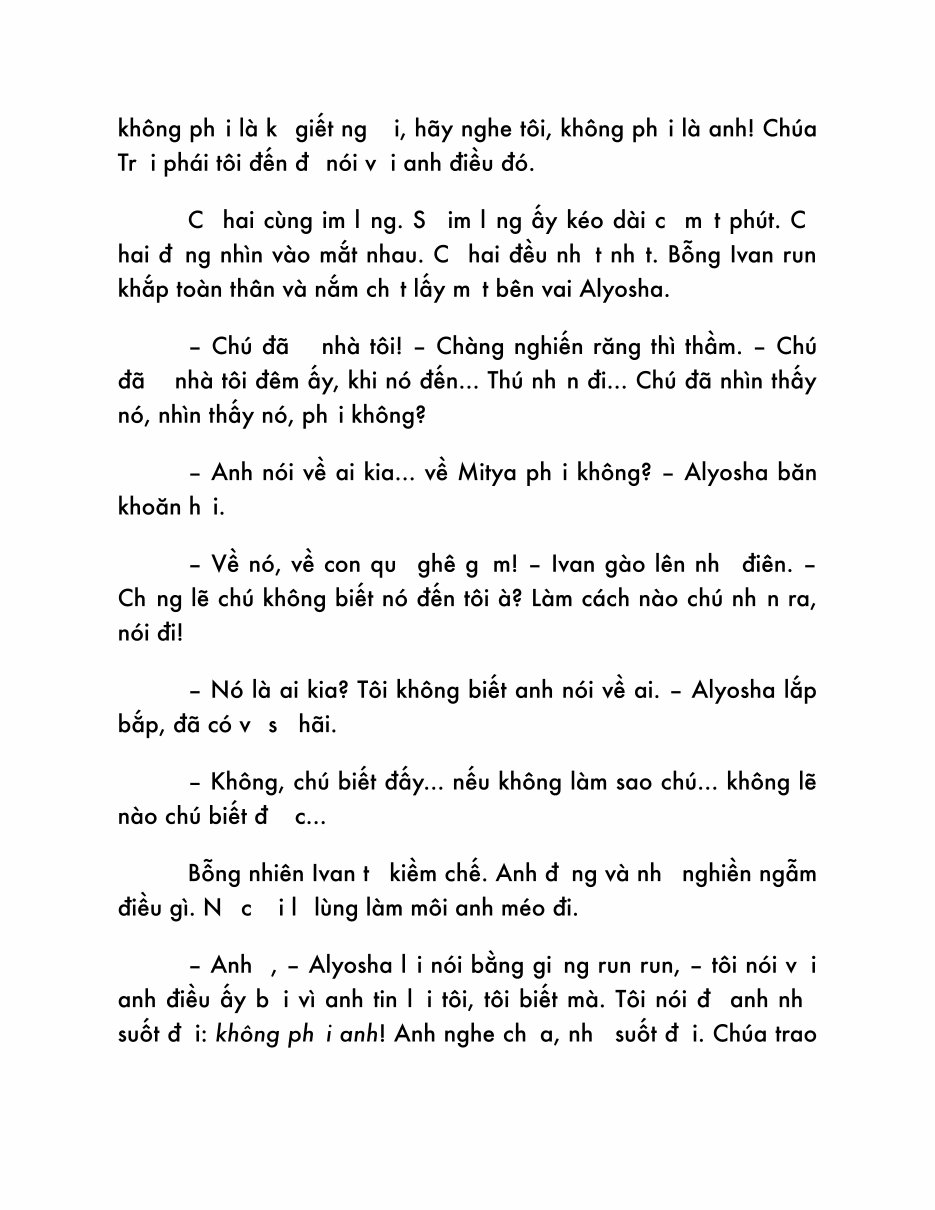 không ph i là k giết ng i, hãy nghe tôi, không ph i là anh! Chúa
Tr i phái tôi đến đ nói v i anh điều đó.
C hai cùng im l ng. S im l ng ấy kéo dài c m t phút. C
hai đ ng nhìn vào mắt nhau. C hai đều nh t nh t. Bỗng Ivan run
khắp toàn thân và nắm ch t lấy m t bên vai Alyosha.
– Chú đã nhà tôi! – Chàng nghiến răng thì thầm. – Chú
đã nhà tôi đêm ấy, khi nó đến... Thú nh n đi... Chú đã nhìn thấy
nó, nhìn thấy nó, ph i không?
– Anh nói về ai kia... về Mitya ph i không? – Alyosha băn
khoăn h i.
– Về nó, về con qu ghê g m! – Ivan gào lên nh điên. –
Ch ng lẽ chú không biết nó đến tôi à? Làm cách nào chú nh n ra,
nói đi!
– Nó là ai kia? Tôi không biết anh nói về ai. – Alyosha lắp
bắp, đã có v s hãi.
– Không, chú biết đấy... nếu không làm sao chú... không lẽ
nào chú biết đ c...
Bỗng nhiên Ivan t kiềm chế. Anh đ ng và nh nghiền ngẫm
điều gì. N c i l lùng làm môi anh méo đi.
– Anh , – Alyosha l i nói bằng gi ng run run, – tôi nói v i
anh điều ấy b i vì anh tin l i tôi, tôi biết mà. Tôi nói đ anh nh
suốt đ i: không ph i anh! Anh nghe ch a, nh suốt đ i. Chúa trao